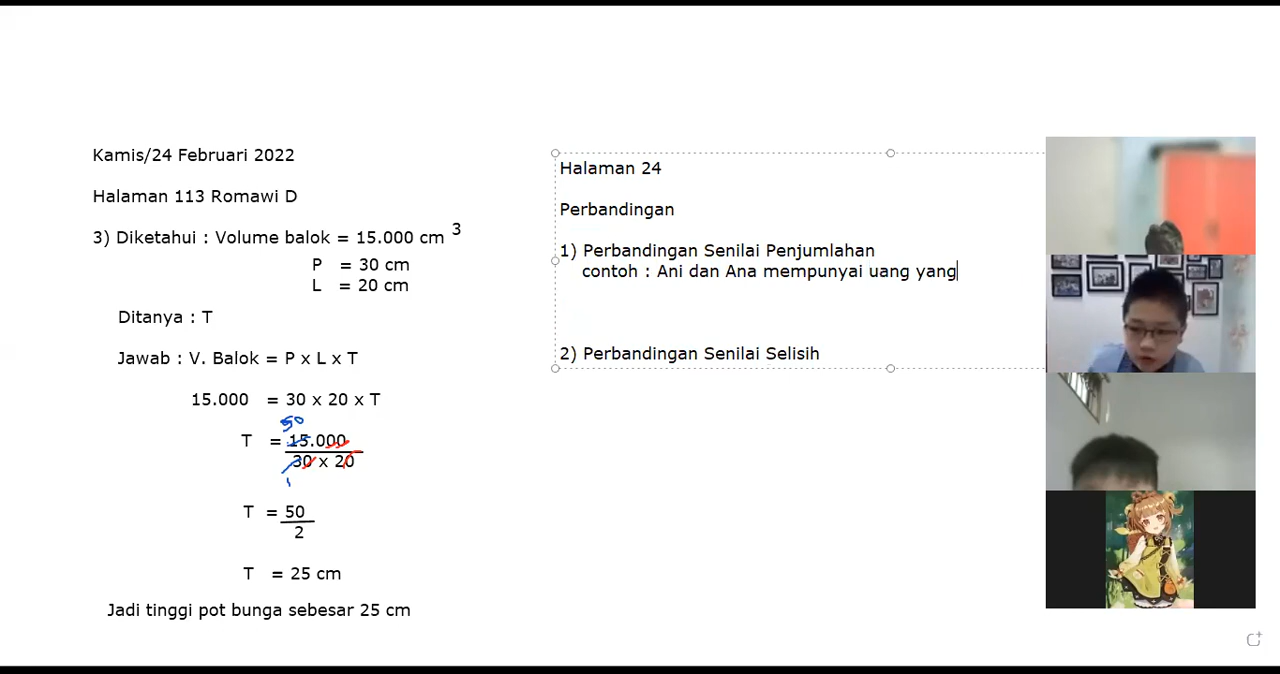 Kamis/24 Februari 2022
Halaman 113 Romawi D
3) Diketahui : Volume balok = 15.000 cm 3
P = 30 cm
L = 20 cm
Ditanya : T
Jawab : V. Balok = P x L x T
15.000 = 30 x 20 x T
50
T = 15.000
30 x 20
1
T = 50
2
T = 25 cm
Jadi tinggi pot bunga sebesar 25 cm
Halaman 24
Perbandingan
1) Perbandingan Senilai Penjumlahan
contoh : Ani dan Ana mempunyai uang yang
2) Perbandingan Senilai Selisih